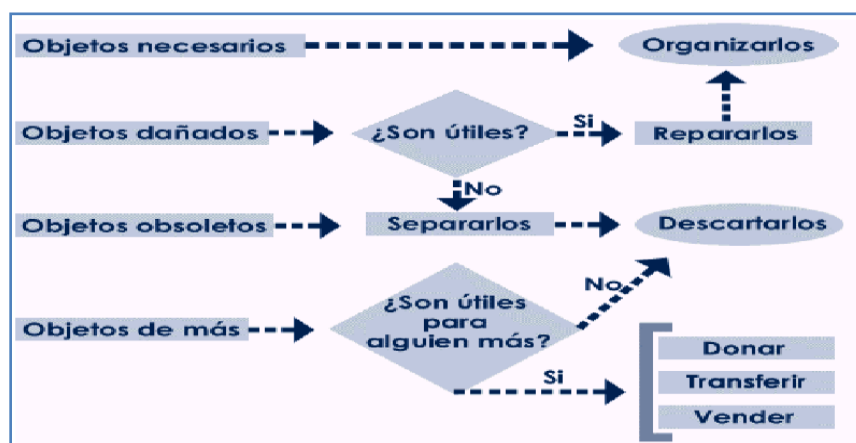 Objetos necesarios
Organizarlos
Objetos dañados
¿Son útiles?
Si
Repararlos
No
Objetos obsoletos
Separarlos
Descartarlos
Objetos de más
¿Son útiles
para
alguien más?
No
Si
Donar
Transferir
Vender